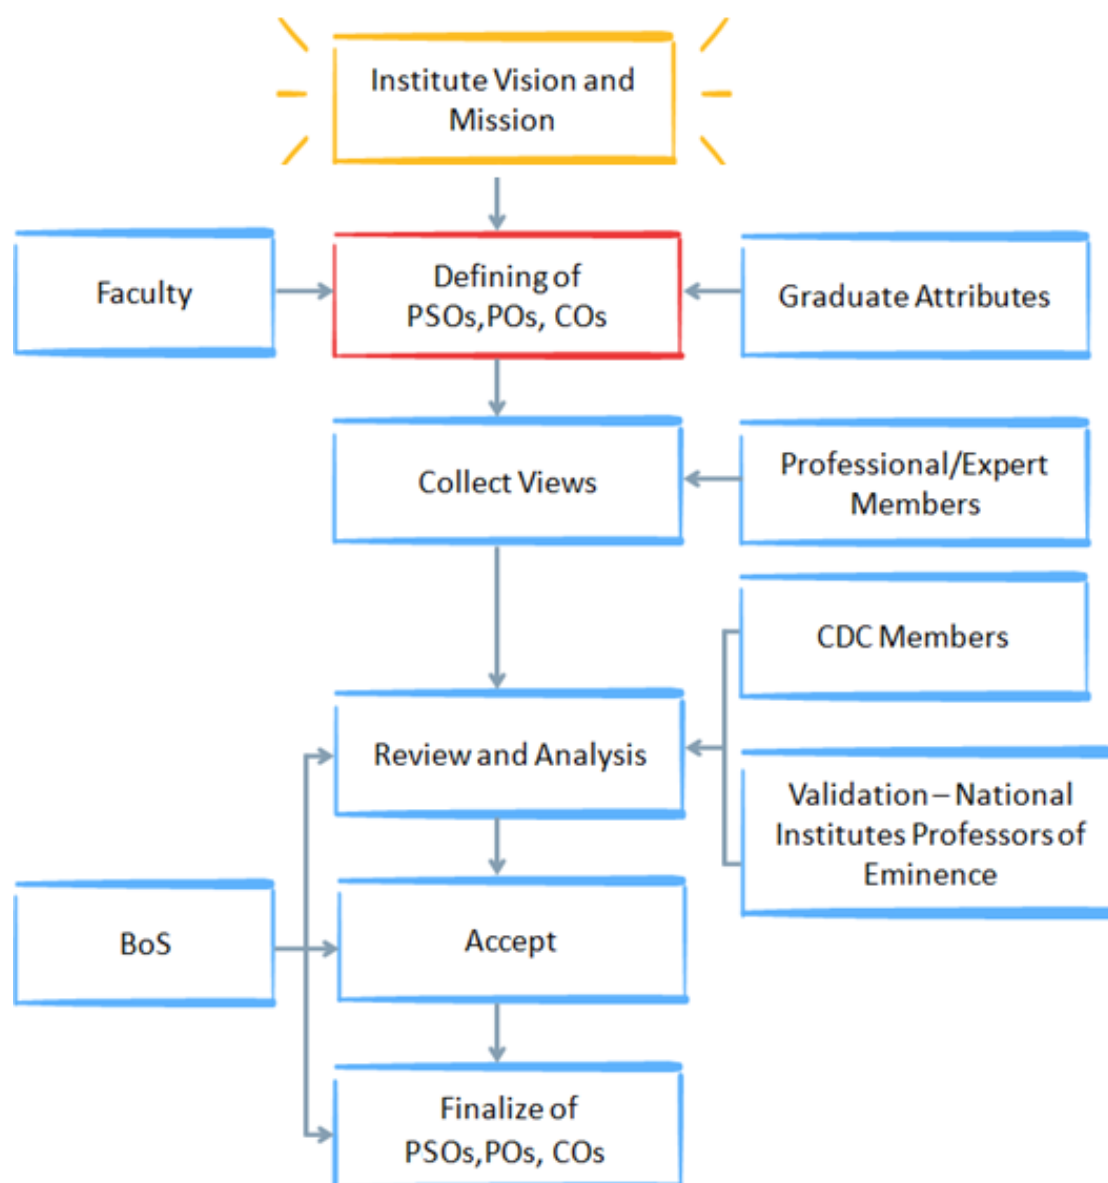 Institute Vision and
Mission
Faculty
Defining of
PSOs,POs, COs
Graduate Attributes
Collect Views
Professional/Expert
Members
CDC Members
Review and Analysis
Validation – National
Institutes Professors of
Eminence
BoS
Accept
Finalize of
PSOs,POs, COs